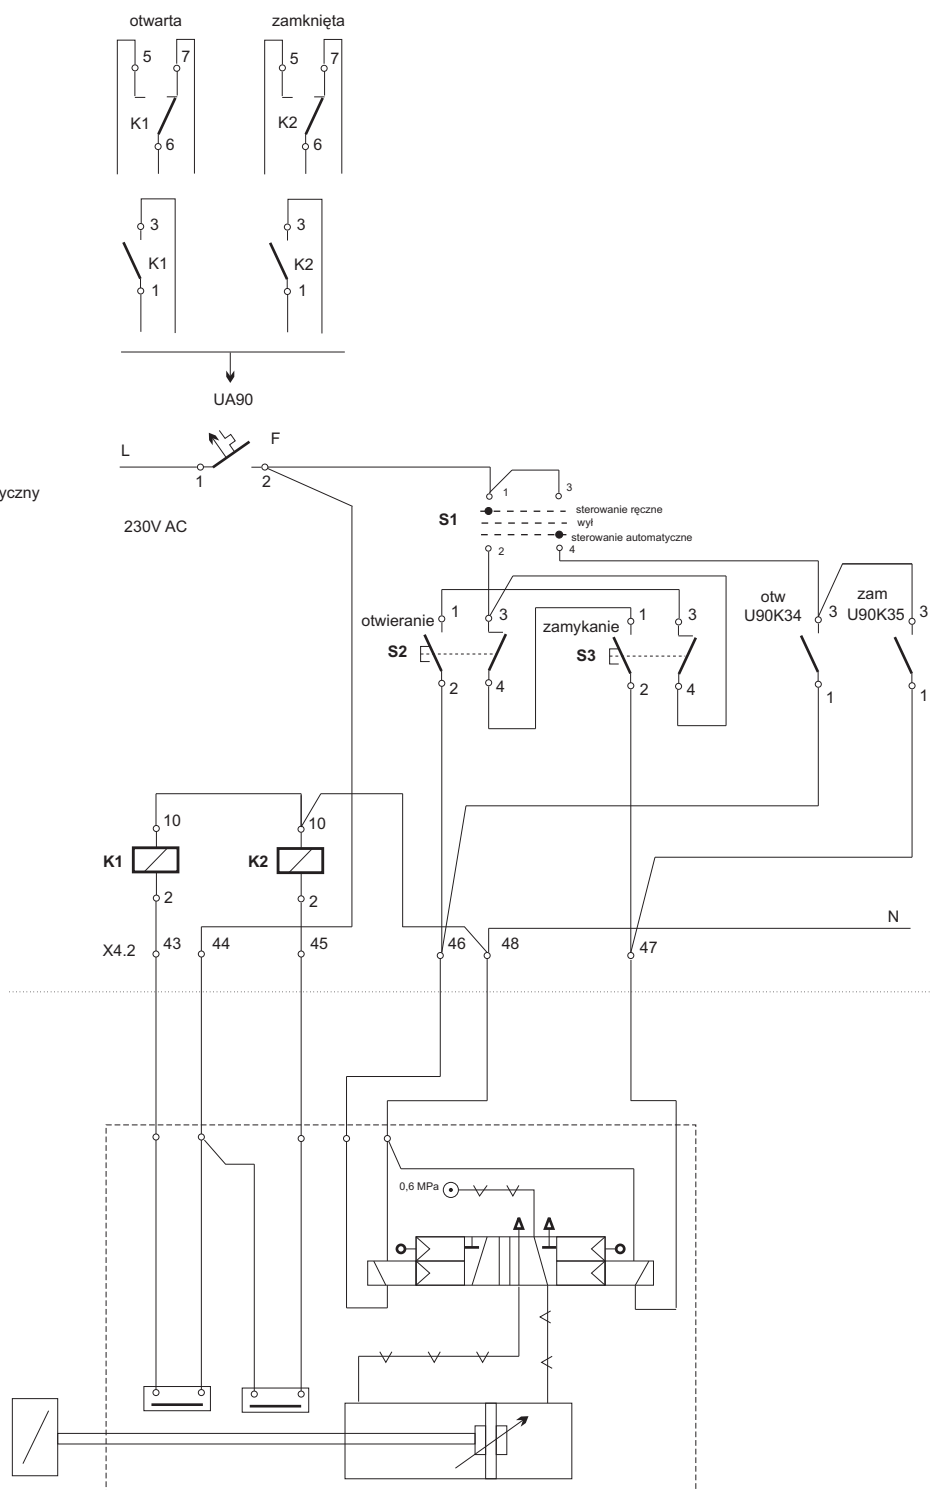 otwarta zamknięta
5 7 5 7
K1 K2
6 6
3 3
K1 K2
1 1
UA90
L F
1 2
yczny
230V AC
1 3
S1 sterowanie ręczne
wył
sterowanie automatyczne
2 4
otw zam
U90K34 U90K35
otwieranie 1 3 zamykanie 1 3 3 3
S2 S3
2 4 2 4 1 1
10 10
K1 K2
2 2
N
X4.2 43 44 45 46 48 47
0,6 MPa